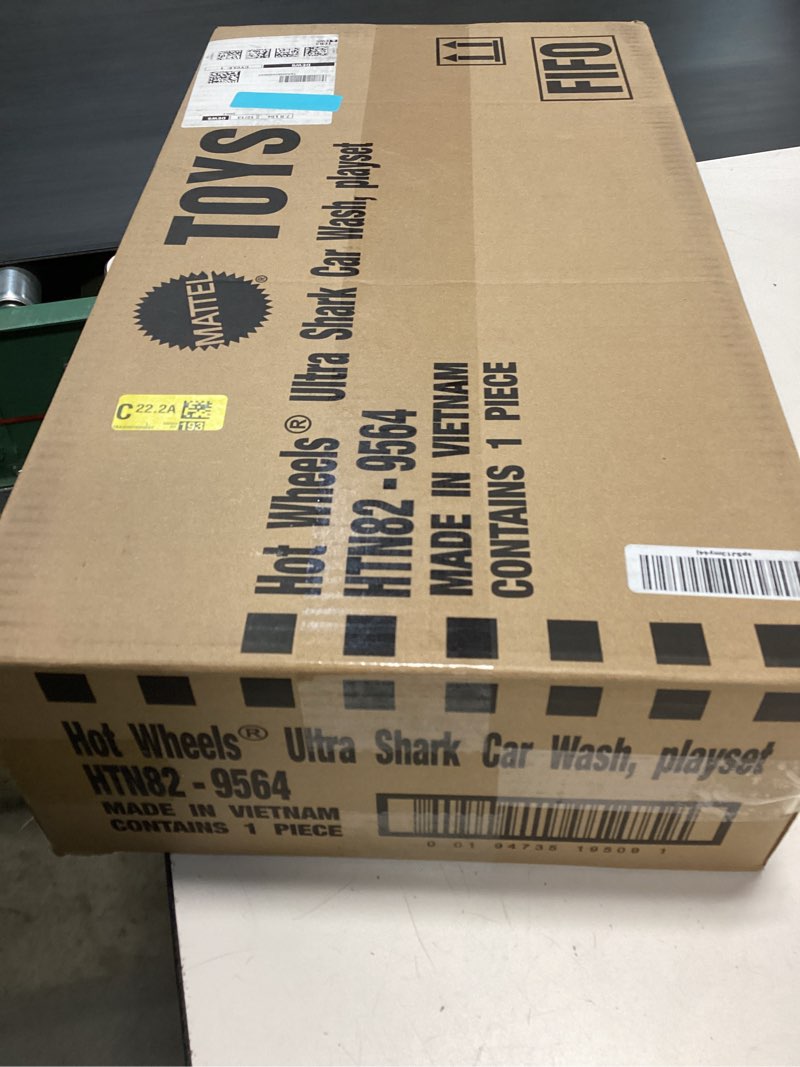 FIFO
TOYS
MATTEL
®
Hot Wheels® Ultra Shark Car Wash, playset
HTN82 - 9564
MADE IN VIETNAM
CONTAINS 1 PIECE
C 22.2A
193
Hot Wheels® Ultra Shark Car Wash, playset
HTN82 - 9564
MADE IN VIETNAM
CONTAINS 1 PIECE
0 01 94735 19509 1